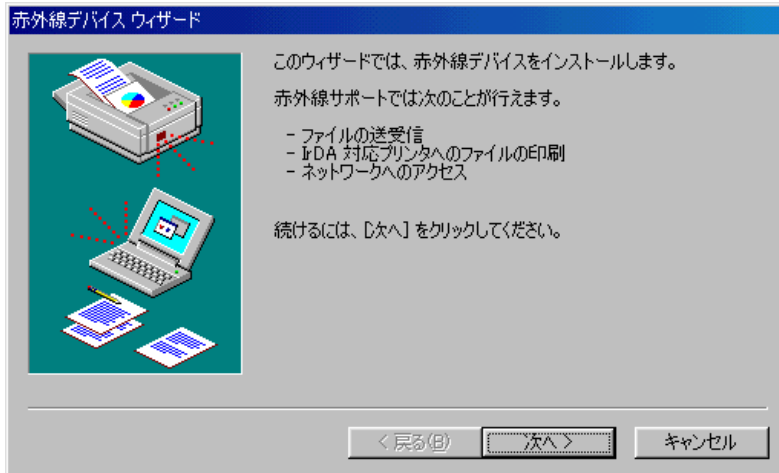 赤外線デバイス ウィザード
このウィザードでは、赤外線デバイスをインストールします。
赤外線サポートでは次のことが行えます。
- ファイルの送受信
- IrDA 対応プリンタへのファイルの印刷
- ネットワークへのアクセス
続けるには、[次へ] をクリックしてください。
< 戻る(B)
次へ >
キャンセル